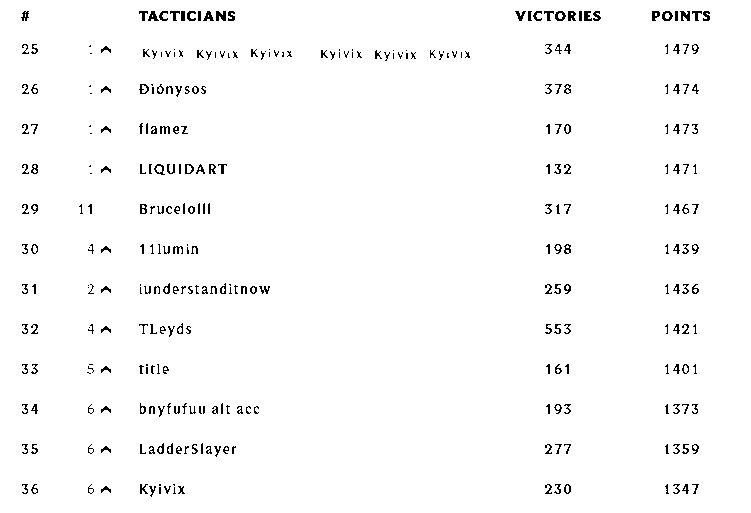 # TACTICIANS VICTORIES POINTS
25 1 ^ Kyivix Kyivix Kyivix Kyivix Kyivix Kyivix 344 1479
26 1 ^ Dìónysos 378 1474
27 1 ^ flamez 170 1473
28 1 ^ LIQUIDART 132 1471
29 11 317 1467
30 4 ^ 11lumin 198 1439
31 2 ^ iunderstanditnow 259 1436
32 4 ^ TLeyds 553 1421
33 5 ^ title 161 1401
34 6 ^ bnyfufuu alt acc 193 1373
35 6 ^ LadderSlayer 277 1359
36 6 ^ Kyivix 230 1347